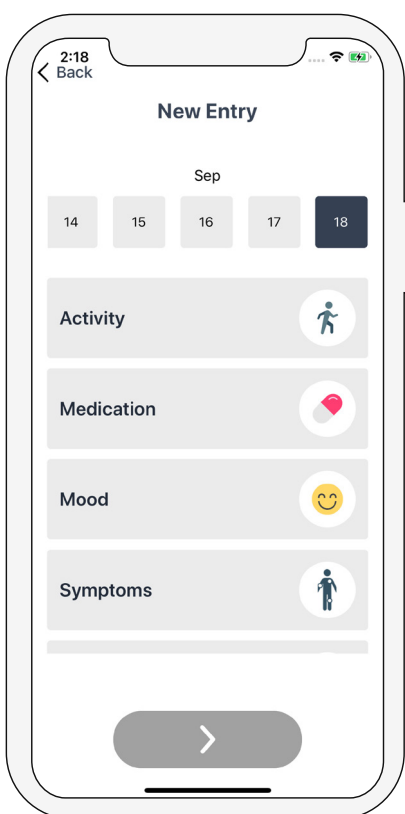 2:18
Back
New Entry
Sep
14 15 16 17 18
Activity
Medication
Mood
Symptoms